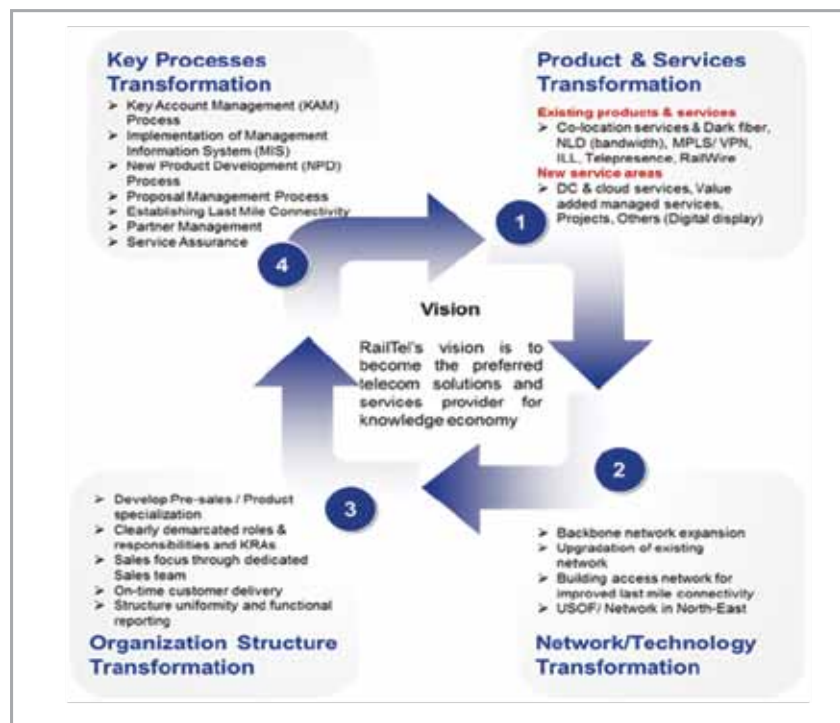 Key Processes
Transformation
➢ Key Account Management (KAM)
Process
➢ Implementation of Management
Information System (MIS)
➢ New Product Development (NPD)
Process
➢ Proposal Management Process
➢ Establishing Last Mile Connectivity
➢ Partner Management
➢ Service Assurance
4
Product & Services
Transformation
Existing products & services
➢ Co-location services & Dark fiber,
NLD (bandwidth), MPLS/ VPN,
ILL, Telepresence, RailWire
New service areas
➢ DC & cloud services, Value
added managed services,
Projects, Others (Digital display)
1
Vision
RailTel's vision is to
become the preferred
telecom solutions and
services provider for
knowledge economy
2
➢ Backbone network expansion
➢ Upgradation of existing
network
➢ Building access network for
improved last mile connectivity
➢ USOF/ Network in North-East
Network/Technology
Transformation
3
➢ Develop Pre-sales / Product
specialization
➢ Clearly demarcated roles &
responsibilities and KRAs
➢ Sales focus through dedicated
Sales team
➢ On-time customer delivery
➢ Structure uniformity and functional
reporting
Organization Structure
Transformation